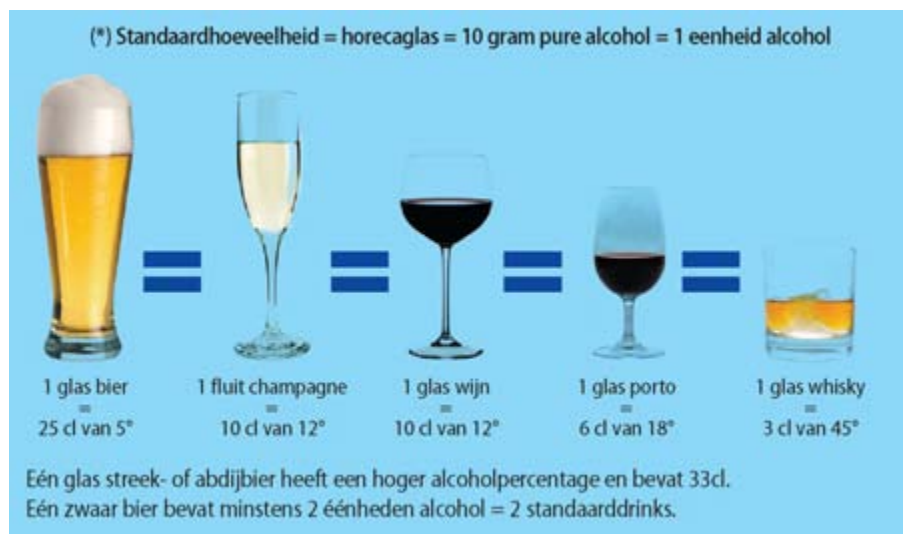 (*) Standaardhoeveelheid = horecaglas = 10 gram pure alcohol = 1 eenheid alcohol
= = = =
1 glas bier 1 fluit champagne 1 glas wijn 1 glas porto 1 glas whisky
= = = = =
25 cl van 5° 10 cl van 12° 10 cl van 12° 6 cl van 18° 3 cl van 45°
Eén glas streek- of abdijbier heeft een hoger alcoholpercentage en bevat 33cl.
Eén zwaar bier bevat minstens 2 éénheden alcohol = 2 standaarddrinks.